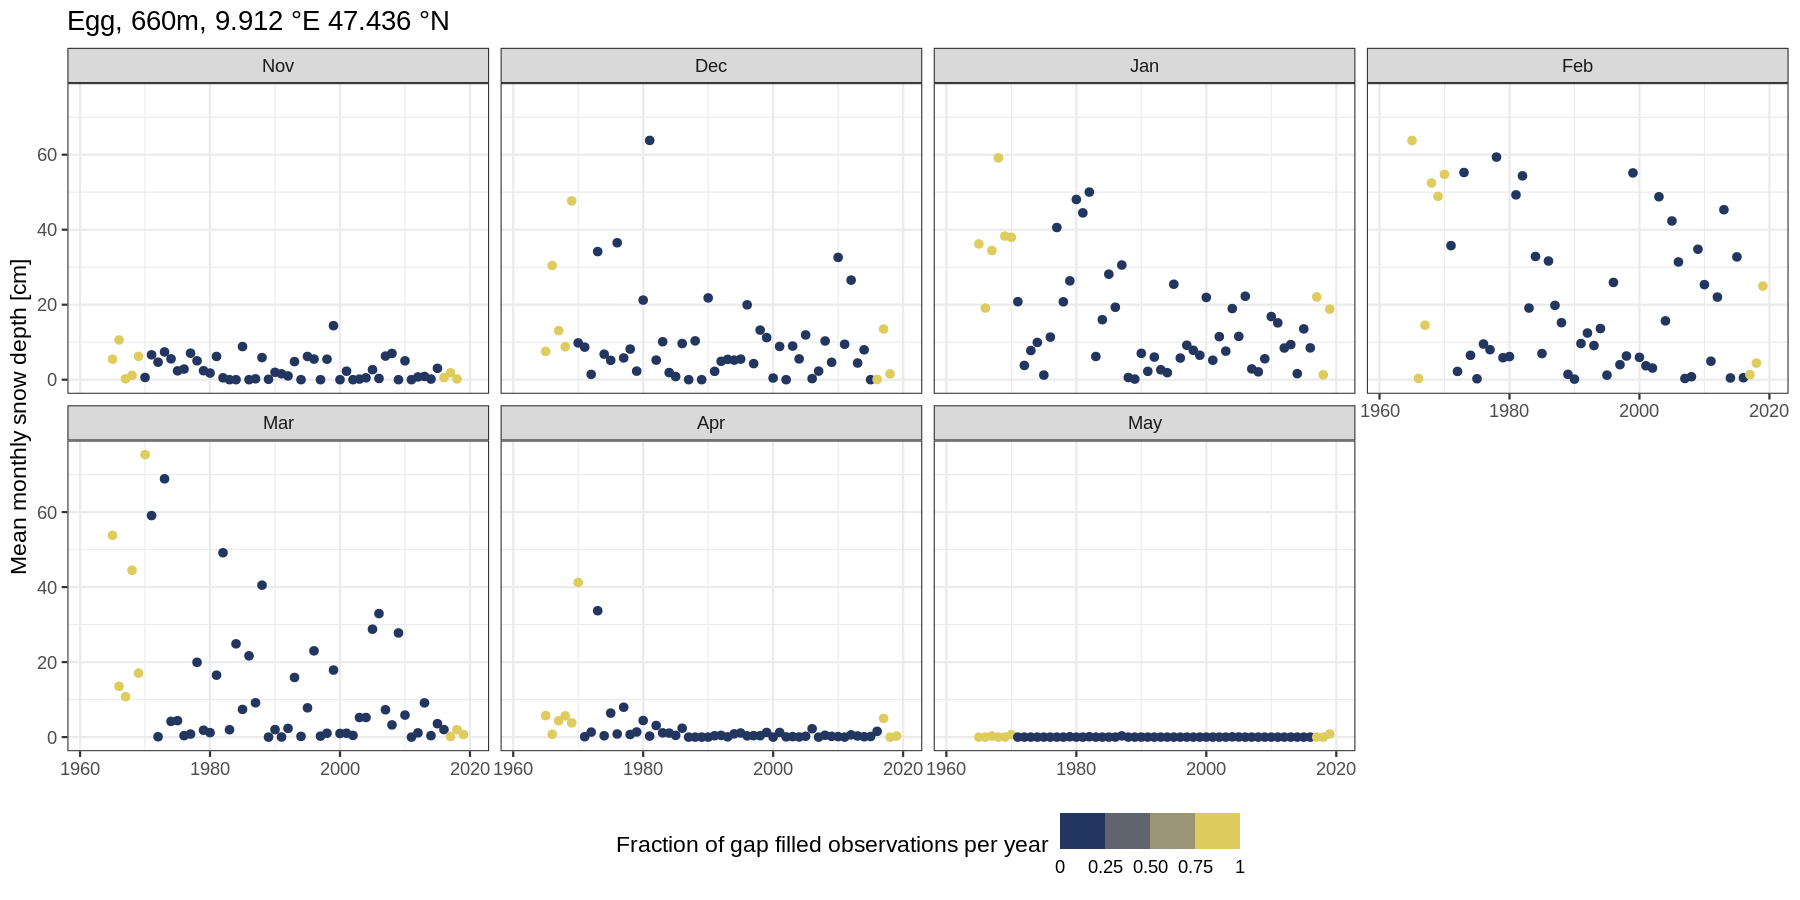 Egg, 660m, 9.912 °E 47.436 °N
Nov
Dec
Jan
Feb
60
40
20
0
1960 1980 2000 2020
Mar
Apr
May
60
40
20
0
1960 1980 2000 2020 1960 1980 2000 2020 1960 1980 2000 2020
Mean monthly snow depth [cm]
Fraction of gap filled observations per year
0 0.25 0.50 0.75 1